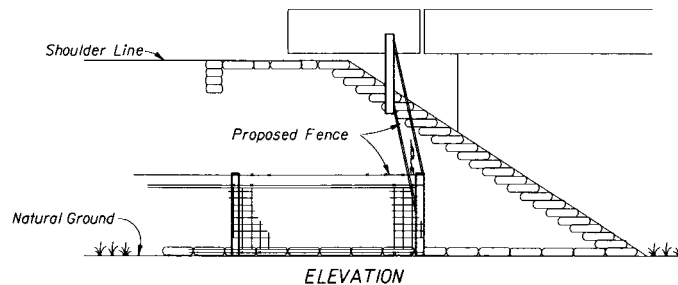 Shoulder Line
Proposed Fence
Natural Ground
ELEVATION